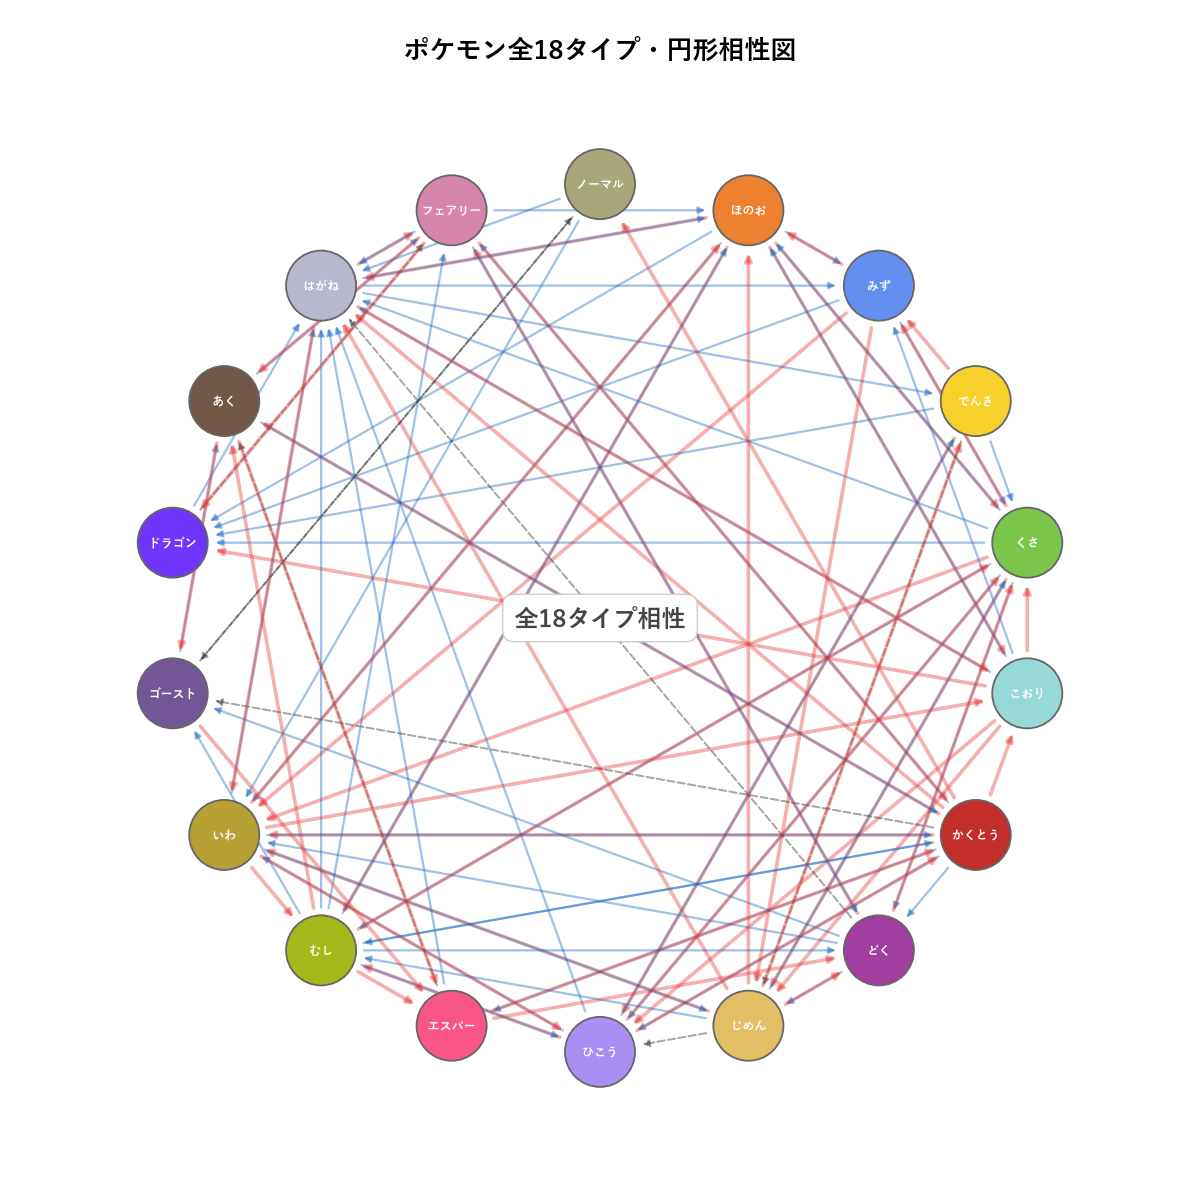 ポケモン全18タイプ・円形相性図
ノーマル
フェアリー
ほのお
はがね
みず
あく
でんき
ドラゴン
くさ
全18タイプ相性
ゴースト
こおり
いわ
かくとう
むし
どく
エスパー
じめん
ひこう